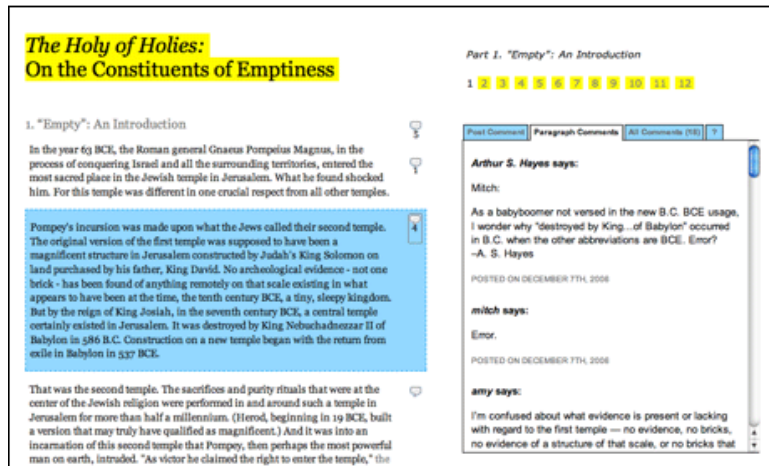 The Holy of Holies:
On the Constituents of Emptiness
1. "Empty": An Introduction
5
In the year 63 BCE, the Roman general Gnaeus Pompeius Magnus, in the
process of conquering Israel and all the surrounding territories, entered the
1
most sacred place in the Jewish temple in Jerusalem. What he found shocked
him. For this temple was different in one crucial respect from all other temples.
Pompey's incursion was made upon what the Jews called their second temple.
4
The original version of the first temple was supposed to have been a
magnificent structure in Jerusalem constructed by Judah's King Solomon on
land purchased by his father, King David. No archeological evidence - not one
brick - has been found of anything remotely on that scale existing in what
appears to have been at the time, the tenth century BCE, a tiny, sleepy kingdom.
But by the reign of King Josiah, in the seventh century BCE, a central temple
certainly existed in Jerusalem. It was destroyed by King Nebuchadnezzar II of
Babylon in 586 B.C. Construction on a new temple began with the return from
exile in Babylon in 537 BCE.
That was the second temple. The sacrifices and purity rituals that were at the
center of the Jewish religion were performed in and around such a temple in
Jerusalem for more than half a millennium. (Herod, beginning in 19 BCE, built
a version that may truly have qualified as magnificent.) And it was into an
incarnation of this second temple that Pompey, then perhaps the most powerful
man on earth, intruded. "As victor he claimed the right to enter the temple," the
Part 1. "Empty": An Introduction
1 2 3 4 5 6 7 8 9 10 11 12
Post Comment Paragraph Comments All Comments (15) ?
Arthur S. Hayes says:
Mitch:
As a babyboomer not versed in the new B.C. BCE usage,
I wonder why "destroyed by King...of Babylon" occurred
in B.C. when the other abbreviations are BCE. Error?
–A. S. Hayes
POSTED ON DECEMBER 7TH, 2006
mitch says:
Error.
POSTED ON DECEMBER 7TH, 2006
amy says:
I'm confused about what evidence is present or lacking
with regard to the first temple — no evidence, no bricks,
no evidence of a structure of that scale, or no bricks that